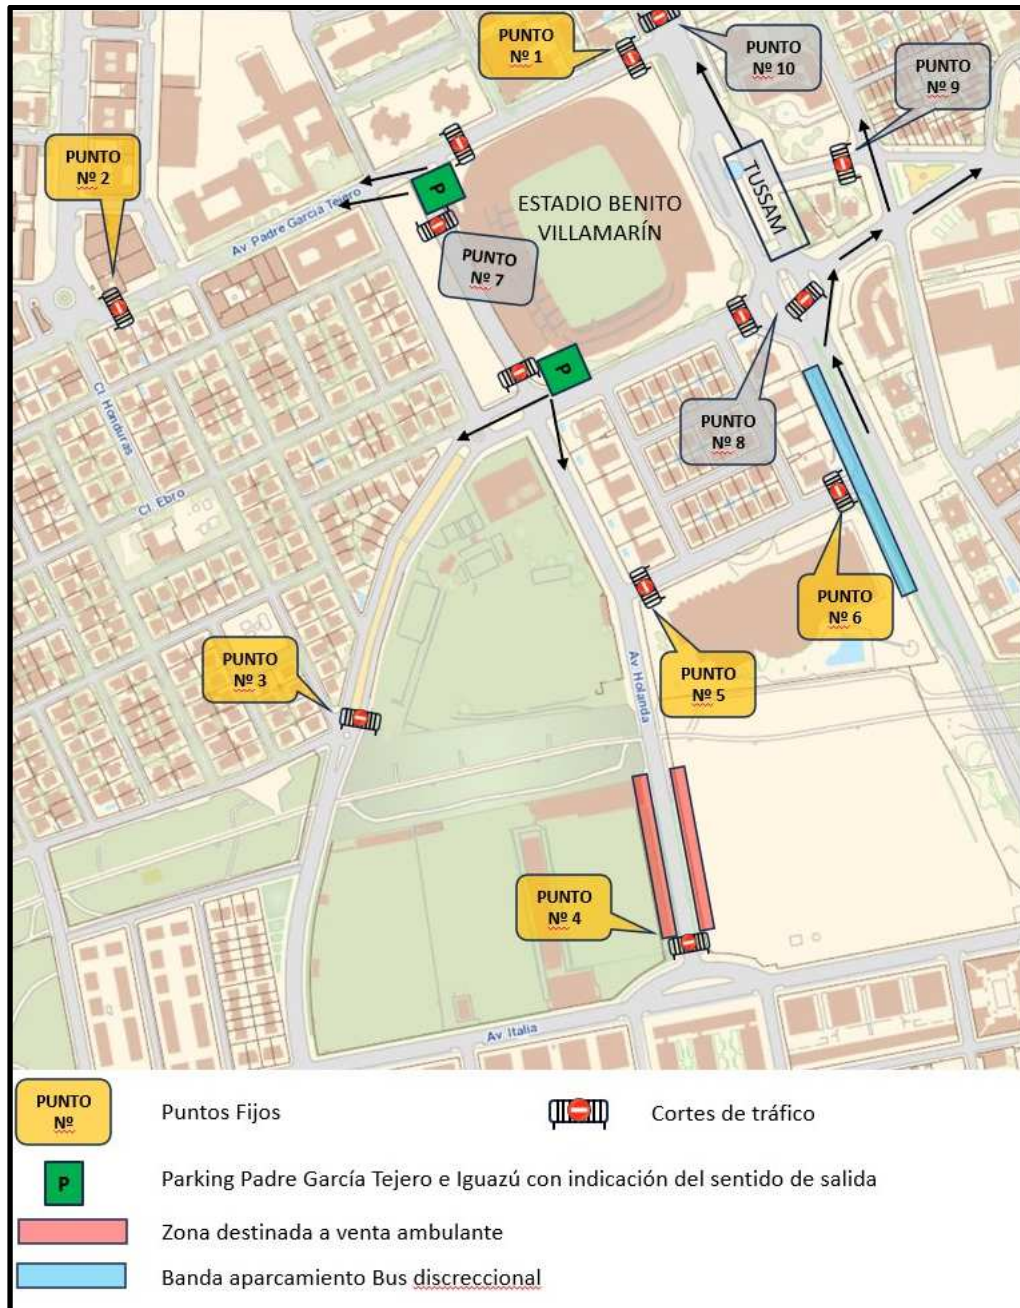 PUNTO
Nº 1
PUNTO
Nº 10
PUNTO
Nº 9
PUNTO
Nº 2
P
Av Padre García Tejero
ESTADIO BENITO
VILLAMARÍN
TUSSAM
PUNTO
Nº 7
P
Cl. Honduras
PUNTO
Nº 8
Cl. Ebro
PUNTO
Nº 6
PUNTO
Nº 3
Av Holanda
PUNTO
Nº 5
PUNTO
Nº 4
Av Italia
PUNTO
Nº
Puntos Fijos
Cortes de tráfico
P
Parking Padre García Tejero e Iguazú con indicación del sentido de salida
Zona destinada a venta ambulante
Banda aparcamiento Bus discreccional